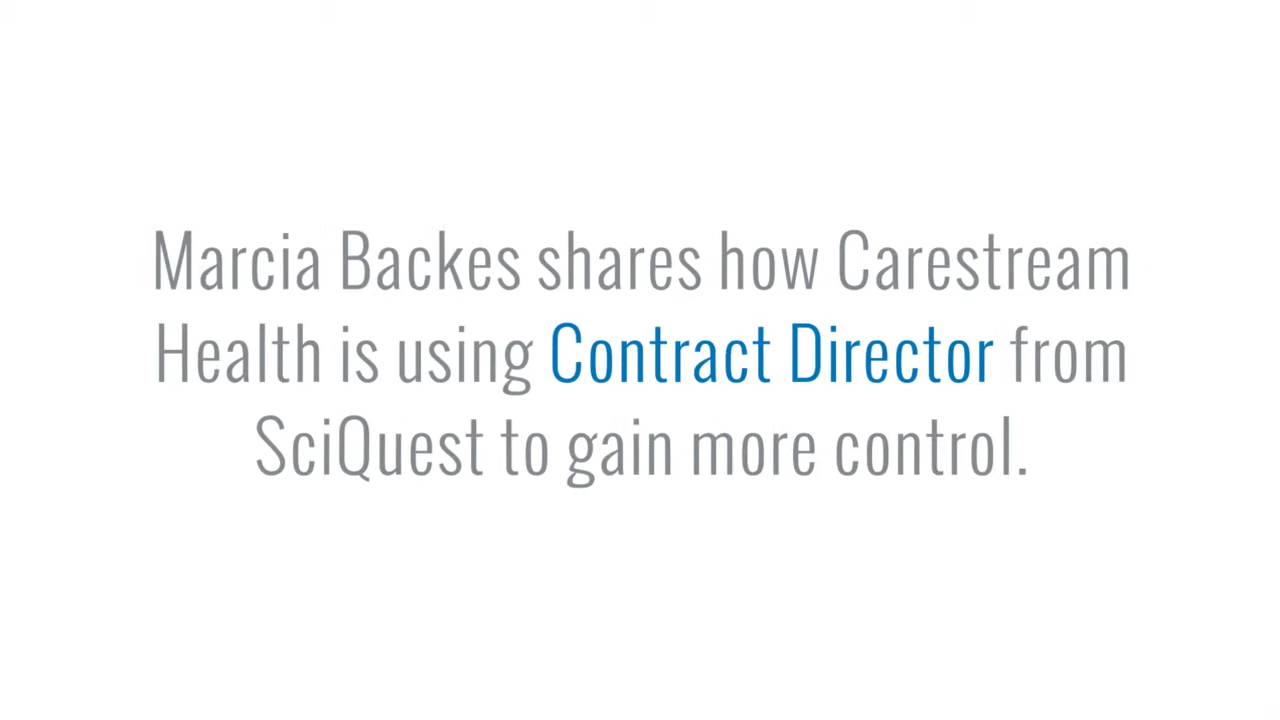 Marcia Backes shares how Carestream
Health is using Contract Director from
SciQuest to gain more control.